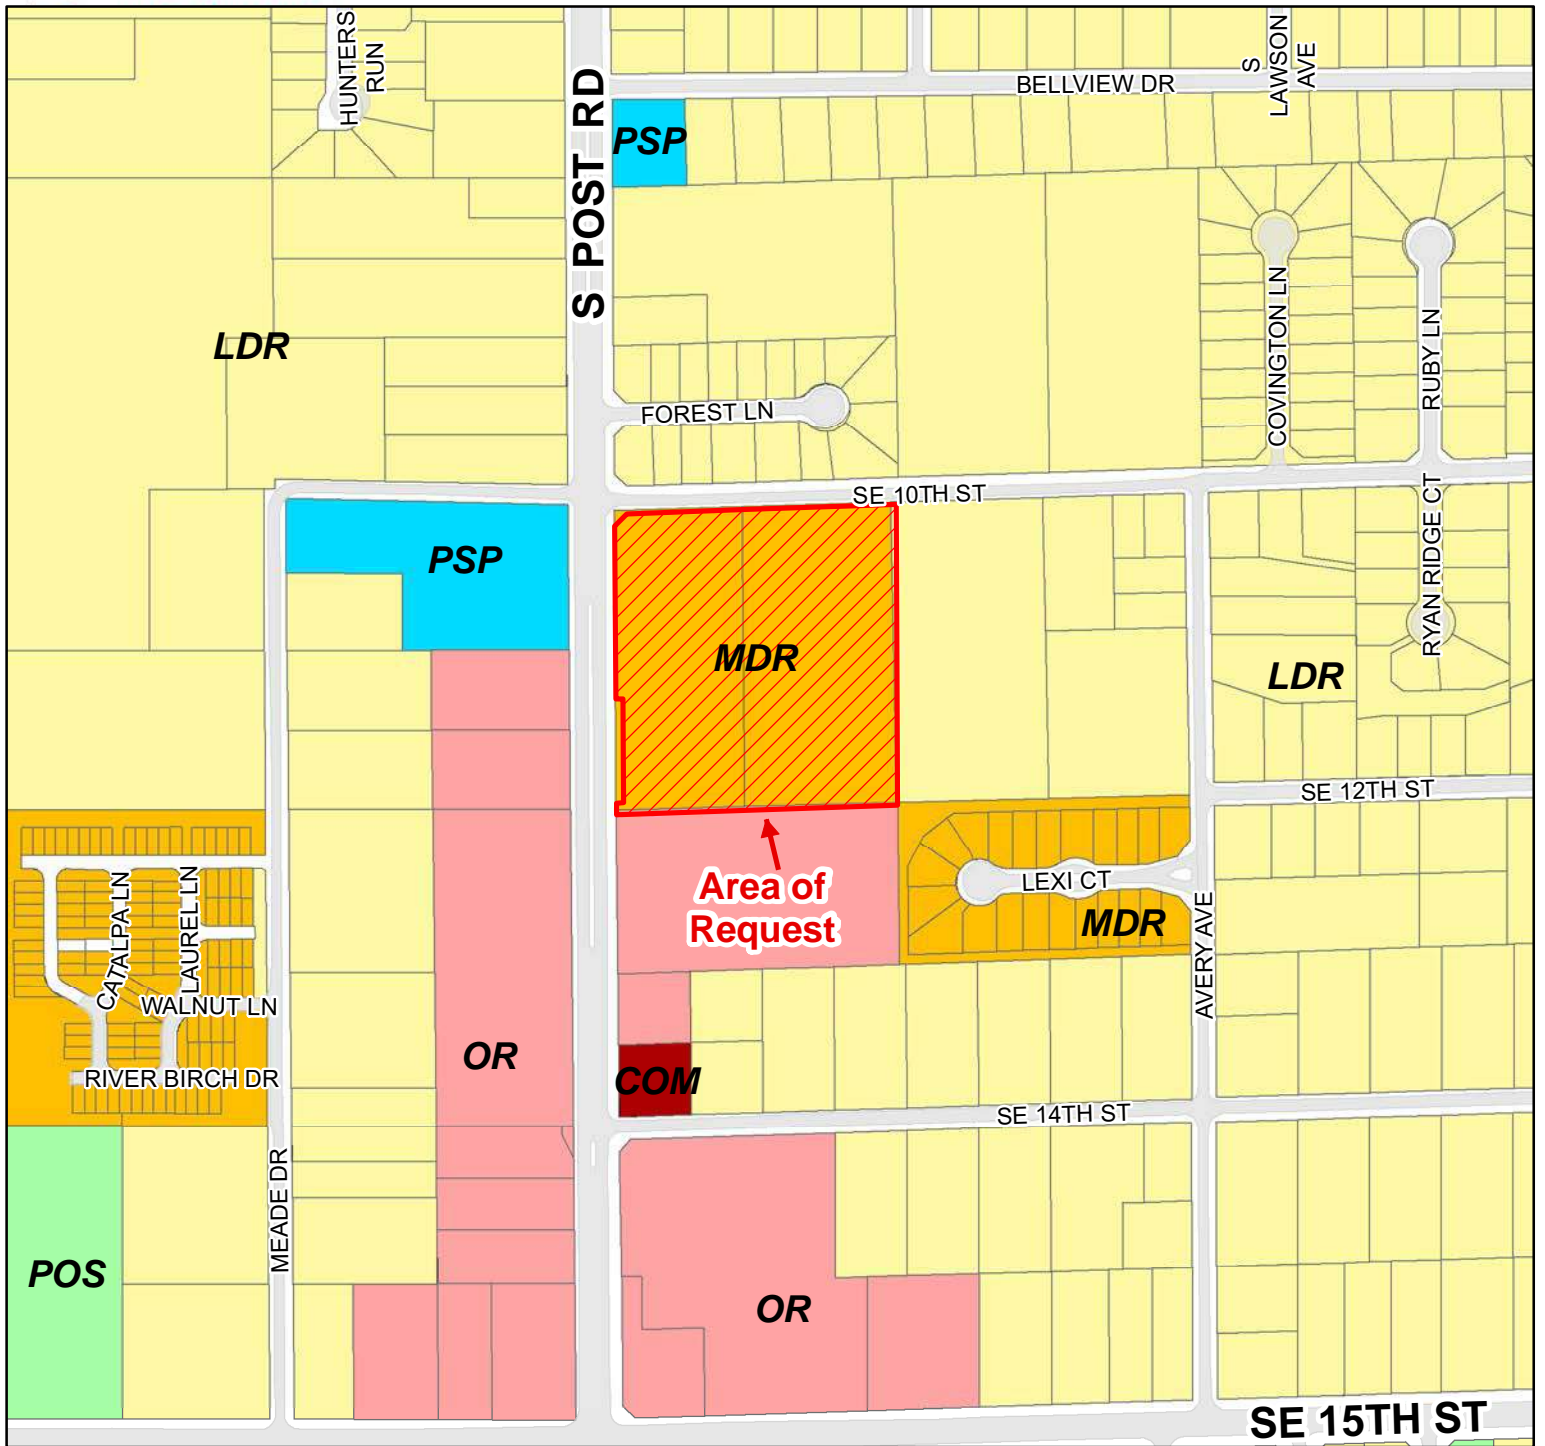 HUNTERS
RUN
S POST RD
BELLVIEW DR
S
LAWSON
AVE
PSP
LDR
COVINGTON LN
RUBY LN
FOREST LN
SE 10TH ST
PSP
MDR
RYAN RIDGE CT
LDR
SE 12TH ST
Area of
Request
LEXI CT
MDR
AVERY AVE
CATALPA LN
LAUREL LN
WALNUT LN
RIVER BIRCH DR
OR
COM
SE 14TH ST
MEADE DR
POS
OR
SE 15TH ST